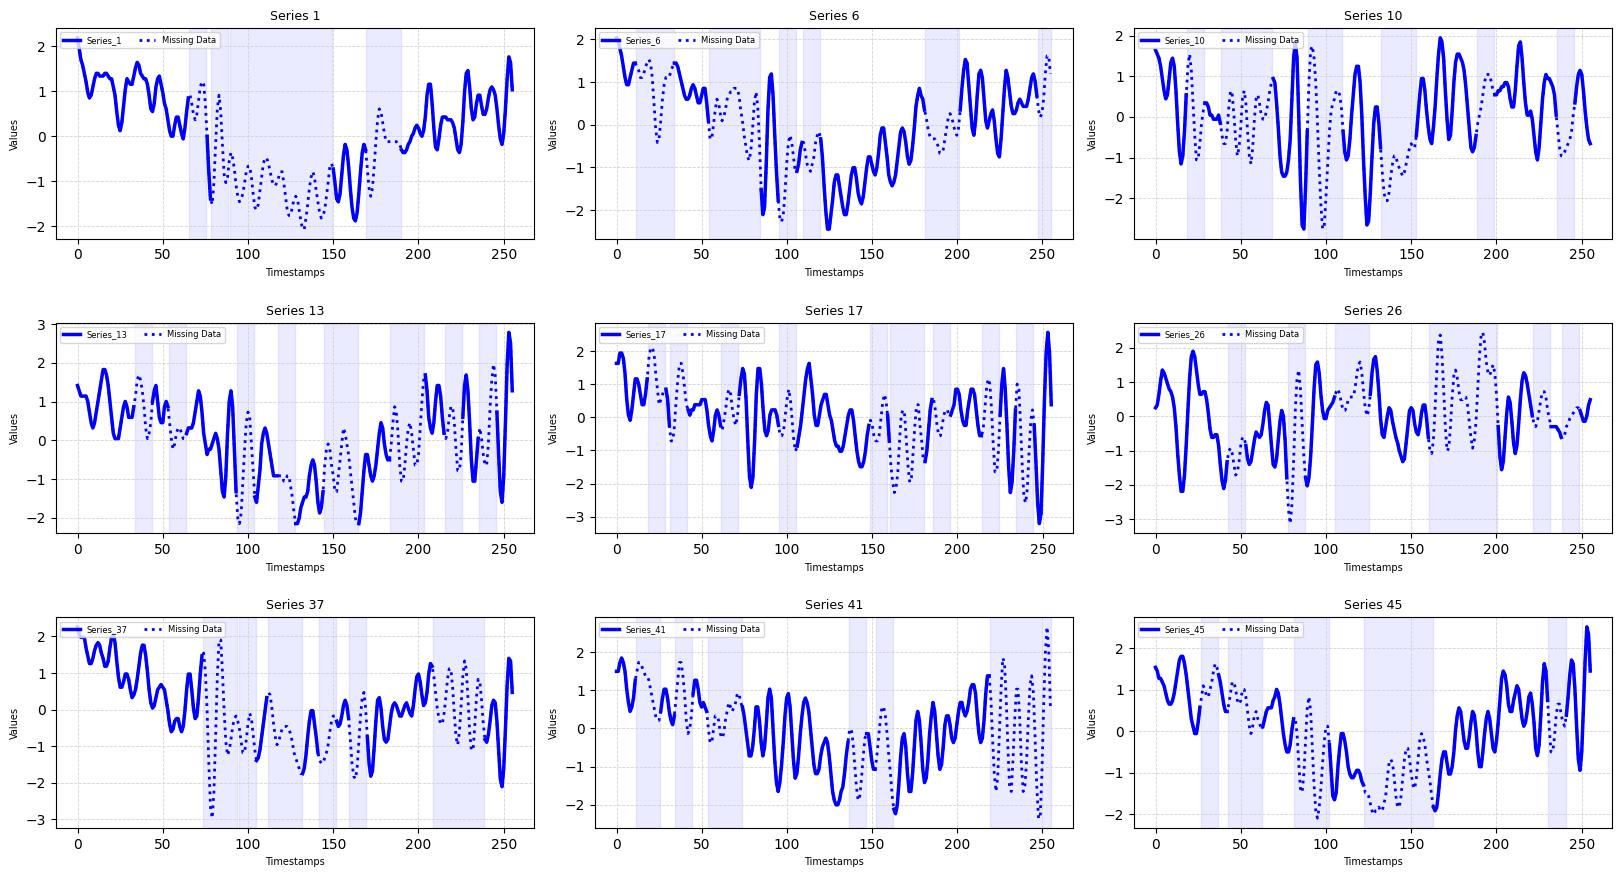 Series 1
Series 6
Series 10
Series_1 Missing Data
Series_6 Missing Data
Series_10 Missing Data
Values
2
1
0
−1
−2
Values
2
1
0
−1
−2
Values
2
1
0
−1
−2
0 50 100 150 200 250
0 50 100 150 200 250
0 50 100 150 200 250
Timestamps
Timestamps
Timestamps
Series 13
Series 17
Series 26
Series_13 Missing Data
Series_17 Missing Data
Series_26 Missing Data
Values
3
2
1
0
−1
−2
Values
2
1
0
−1
−2
−3
Values
2
1
0
−1
−2
−3
0 50 100 150 200 250
0 50 100 150 200 250
0 50 100 150 200 250
Timestamps
Timestamps
Timestamps
Series 37
Series 41
Series 45
Series_37 Missing Data
Series_41 Missing Data
Series_45 Missing Data
Values
2
1
0
−1
−2
−3
Values
2
1
0
−1
−2
Values
2
1
0
−1
−2
0 50 100 150 200 250
0 50 100 150 200 250
0 50 100 150 200 250
Timestamps
Timestamps
Timestamps